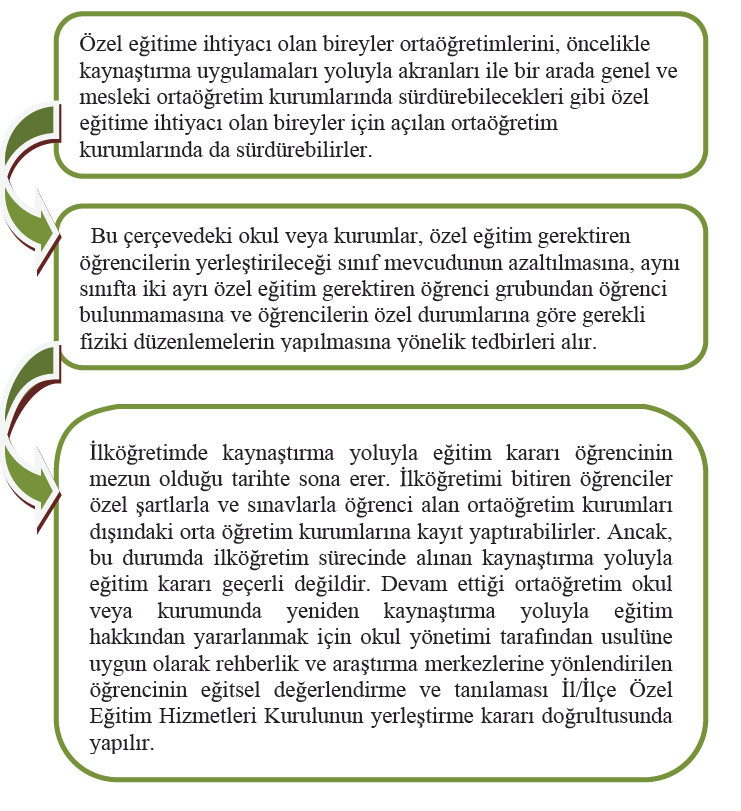 Özel eğitime ihtiyacı olan bireyler ortaöğretimlerini, öncelikle
kaynaştırma uygulamaları yoluyla akranları ile bir arada genel ve
mesleki ortaöğretim kurumlarında sürdürebilecekleri gibi özel
eğitime ihtiyacı olan bireyler için açılan ortaöğretim
kurumlarında da sürdürebilirler.
Bu çerçevedeki okul veya kurumlar, özel eğitim gerektiren
öğrencilerin yerleştirileceği sınıf mevcudunun azaltılmasına, aynı
sınıfta iki ayrı özel eğitim gerektiren öğrenci grubundan öğrenci
bulunmamasına ve öğrencilerin özel durumlarına göre gerekli
fiziki düzenlemelerin yapılmasına yönelik tedbirleri alır.
İlköğretimde kaynaştırma yoluyla eğitim kararı öğrencinin
mezun olduğu tarihte sona erer. İlköğretimi bitiren öğrenciler
özel şartlarla ve sınavlarla öğrenci alan ortaöğretim kurumları
dışındaki orta öğretim kurumlarına kayıt yaptırabilirler. Ancak,
bu durumda ilköğretim sürecinde alınan kaynaştırma yoluyla
eğitim kararı geçerli değildir. Devam ettiği ortaöğretim okul
veya kurumunda yeniden kaynaştırma yoluyla eğitim
hakkından yararlanmak için okul yönetimi tarafından usulüne
uygun olarak rehberlik ve araştırma merkezlerine yönlendirilen
öğrencinin eğitsel değerlendirme ve tanılaması İl/İlçe Özel
Eğitim Hizmetleri Kurulunun yerleştirme kararı doğrultusunda
yapılır.